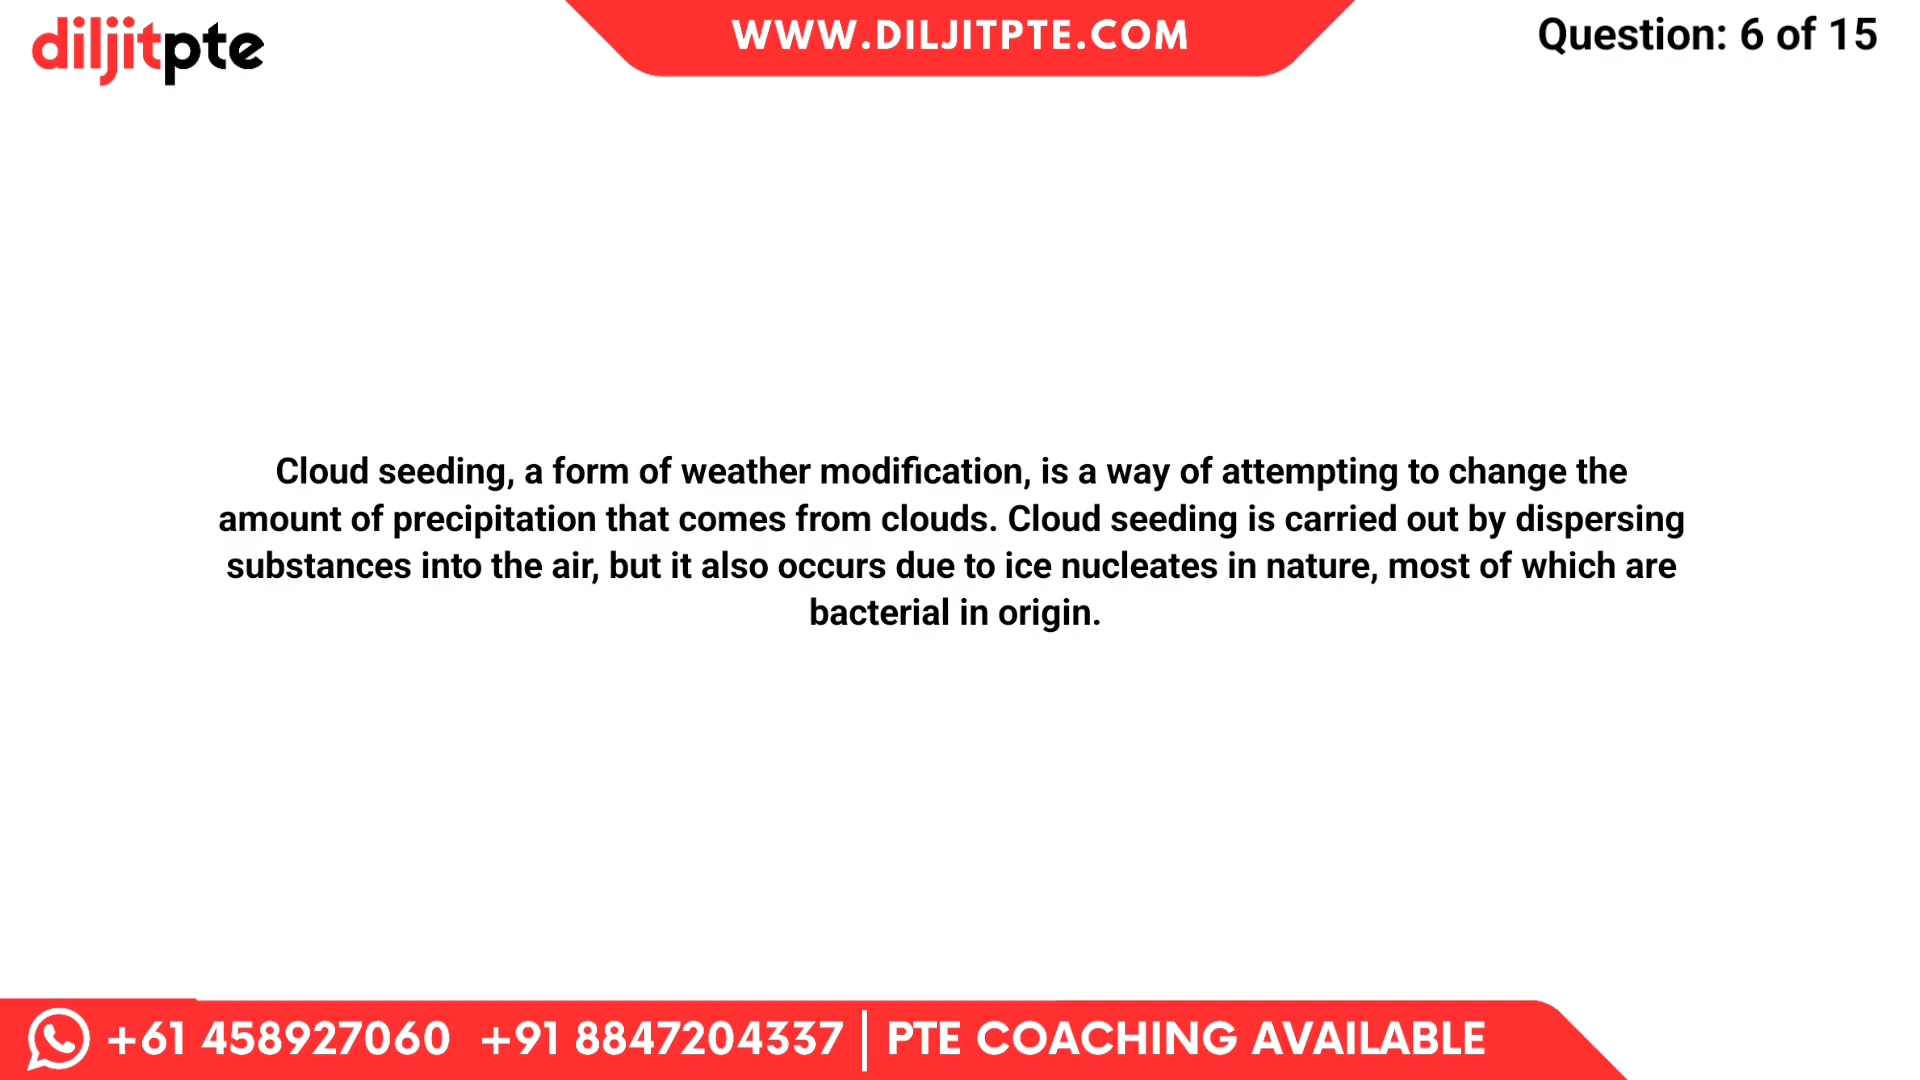 diljitpte
WWW.DILJITPTE.COM
Question: 6 of 15
Cloud seeding, a form of weather modification, is a way of attempting to change the
amount of precipitation that comes from clouds. Cloud seeding is carried out by dispersing
substances into the air, but it also occurs due to ice nucleates in nature, most of which are
bacterial in origin.
+61 458927060 +91 8847204337 | PTE COACHING AVAILABLE